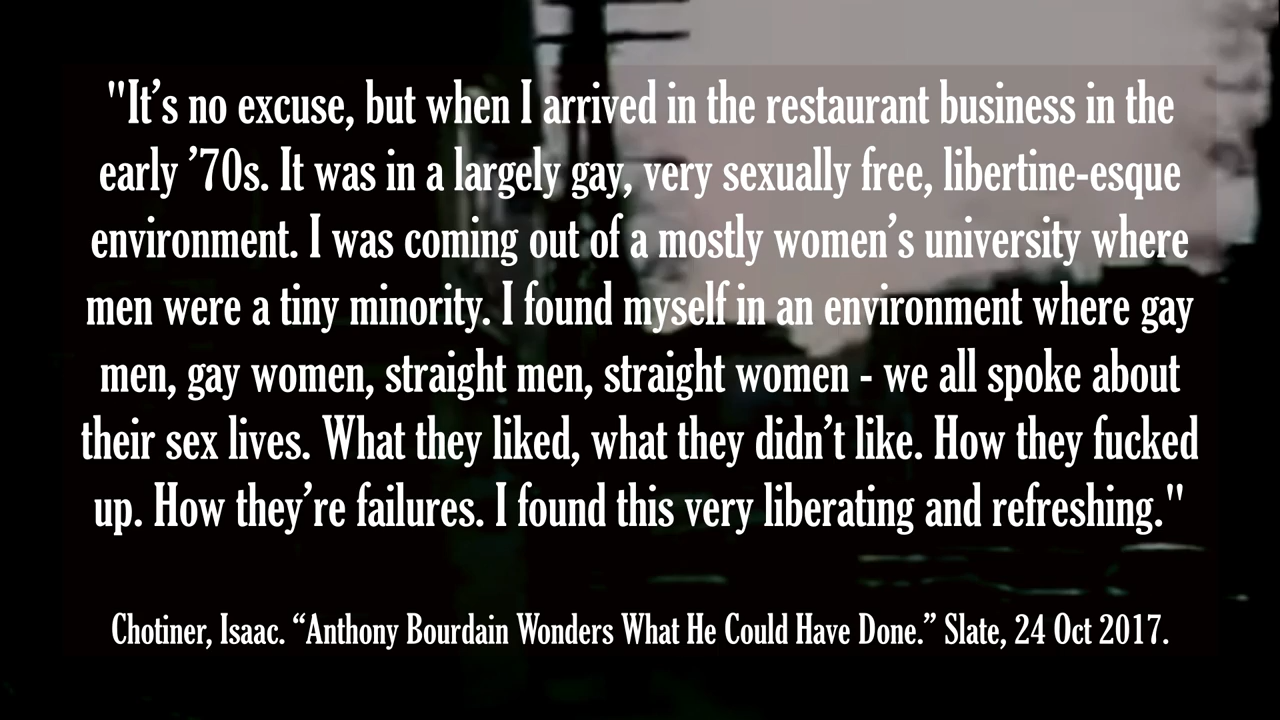 "It’s no excuse, but when I arrived in the restaurant business in the
early ’70s. It was in a largely gay, very sexually free, libertine-esque
environment. I was coming out of a mostly women’s university where
men were a tiny minority. I found myself in an environment where gay
men, gay women, straight men, straight women - we all spoke about
their sex lives. What they liked, what they didn’t like. How they fucked
up. How they’re failures. I found this very liberating and refreshing."
Chotiner, Isaac. “Anthony Bourdain Wonders What He Could Have Done.” Slate, 24 Oct 2017.